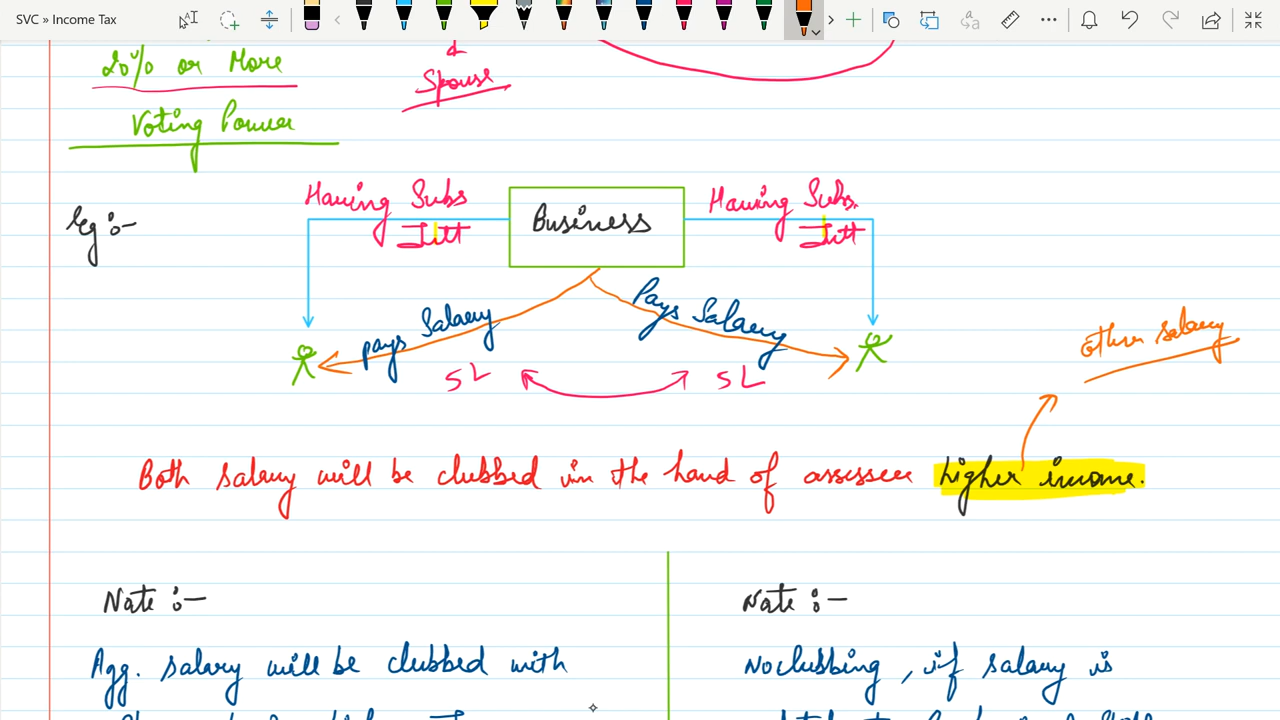 SVC » Income Tax
20% or More
&
Spouse
Voting Power
Eg :-
Having Subs
Intt
Business
Having Subs.
Intt
pays Salary
Pays Salary
SL
SL
other salary
Both salary will be clubbed in the hand of assessee higher income.
Note :-
Agg. salary will be clubbed with
Note :-
No clubbing, if salary is